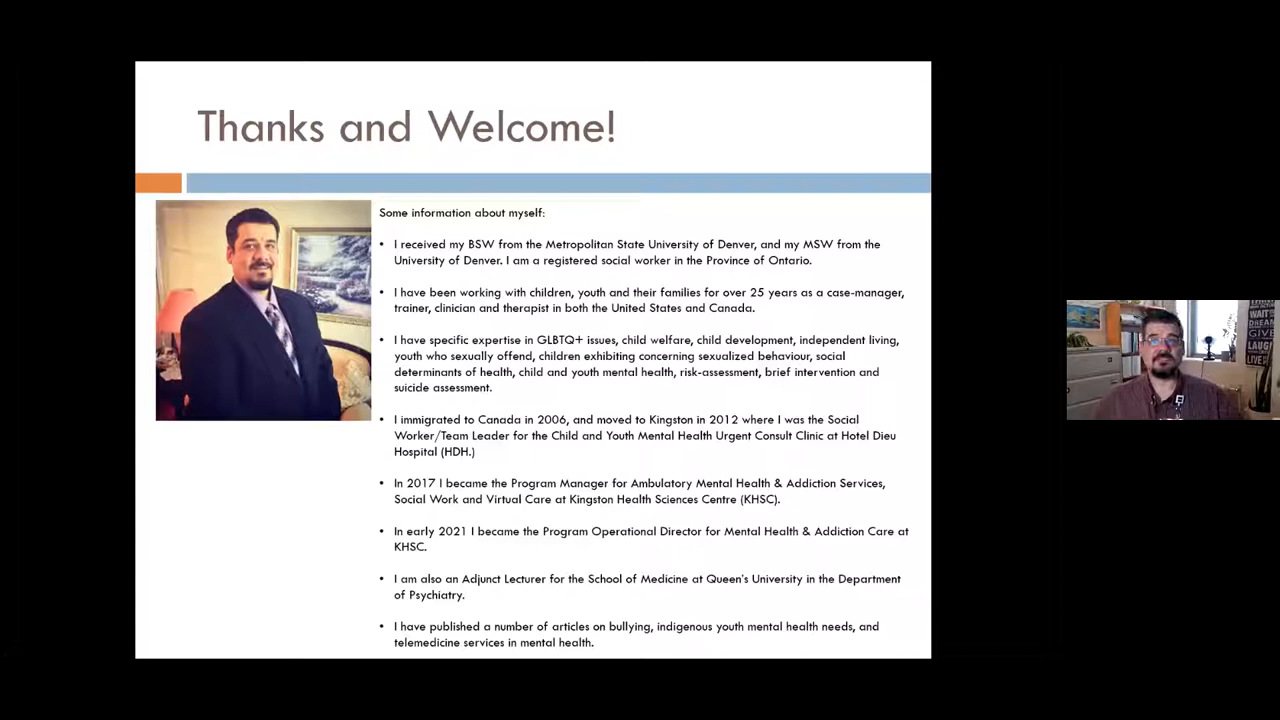 Thanks and Welcome!
Some information about myself:
• I received my BSW from the Metropolitan State University of Denver, and my MSW from the
University of Denver. I am a registered social worker in the Province of Ontario.
• I have been working with children, youth and their families for over 25 years as a case-manager,
trainer, clinician and therapist in both the United States and Canada.
• I have specific expertise in GLBTQ+ issues, child welfare, child development, independent living,
youth who sexually offend, children exhibiting concerning sexualized behaviour, social
determinants of health, child and youth mental health, risk-assessment, brief intervention and
suicide assessment.
• I immigrated to Canada in 2006, and moved to Kingston in 2012 where I was the Social
Worker/Team Leader for the Child and Youth Mental Health Urgent Consult Clinic at Hotel Dieu
Hospital (HDH.)
• In 2017 I became the Program Manager for Ambulatory Mental Health & Addiction Services,
Social Work and Virtual Care at Kingston Health Sciences Centre (KHSC).
• In early 2021 I became the Program Operational Director for Mental Health & Addiction Care at
KHSC.
• I am also an Adjunct Lecturer for the School of Medicine at Queen's University in the Department
of Psychiatry.
• I have published a number of articles on bullying, indigenous youth mental health needs, and
telemedicine services in mental health.
WAIT
DREAM
GIVE
LAUGH
LIVE